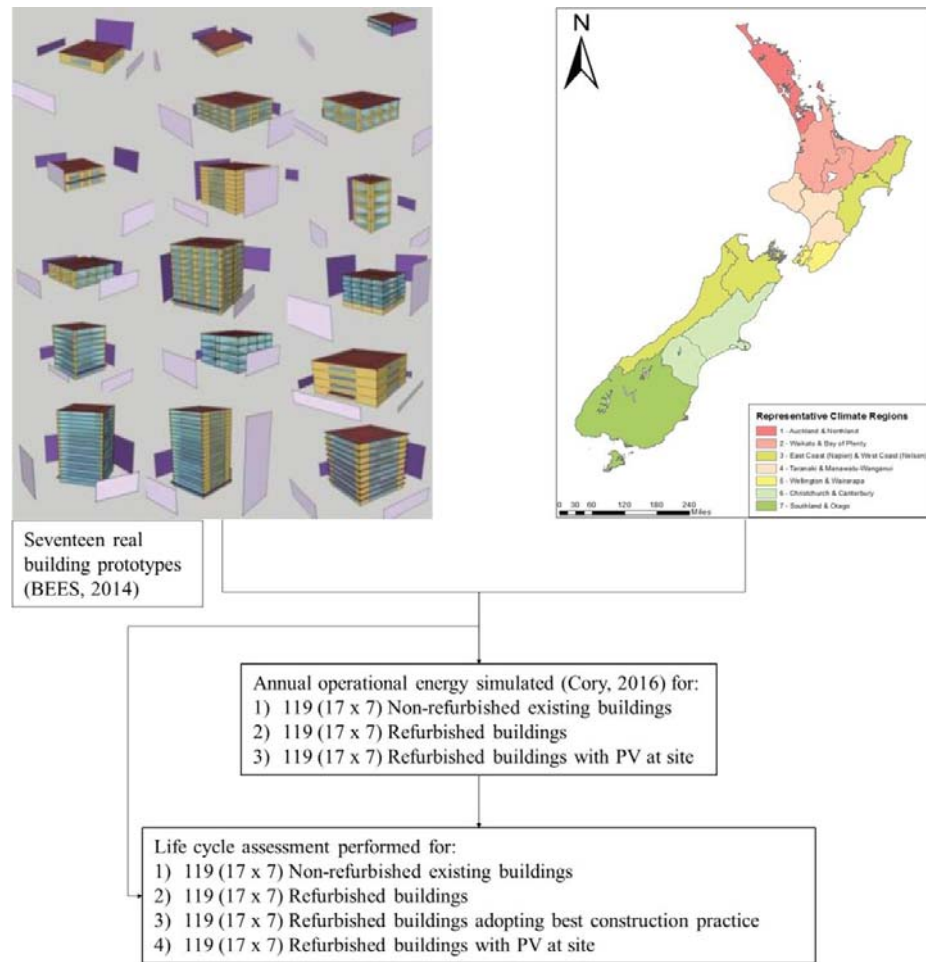 N
Representative Climate Regions
1 - Auckland & Northland
2 - Waikato & Bay of Plenty
3 - East Coast (Napier) & West Coast (Nelson)
4 - Taranaki & Manawatu-Wanganui
5 - Wellington & Wairarapa
6 - Christchurch & Canterbury
7 - Southland & Otago
0 30 60 120 180 240
Miles
Seventeen real
building prototypes
(BEES, 2014)
Annual operational energy simulated (Cory, 2016) for:
1) 119 (17 x 7) Non-refurbished existing buildings
2) 119 (17 x 7) Refurbished buildings
3) 119 (17 x 7) Refurbished buildings with PV at site
Life cycle assessment performed for:
1) 119 (17 x 7) Non-refurbished existing buildings
2) 119 (17 x 7) Refurbished buildings
3) 119 (17 x 7) Refurbished buildings adopting best construction practice
4) 119 (17 x 7) Refurbished buildings with PV at site